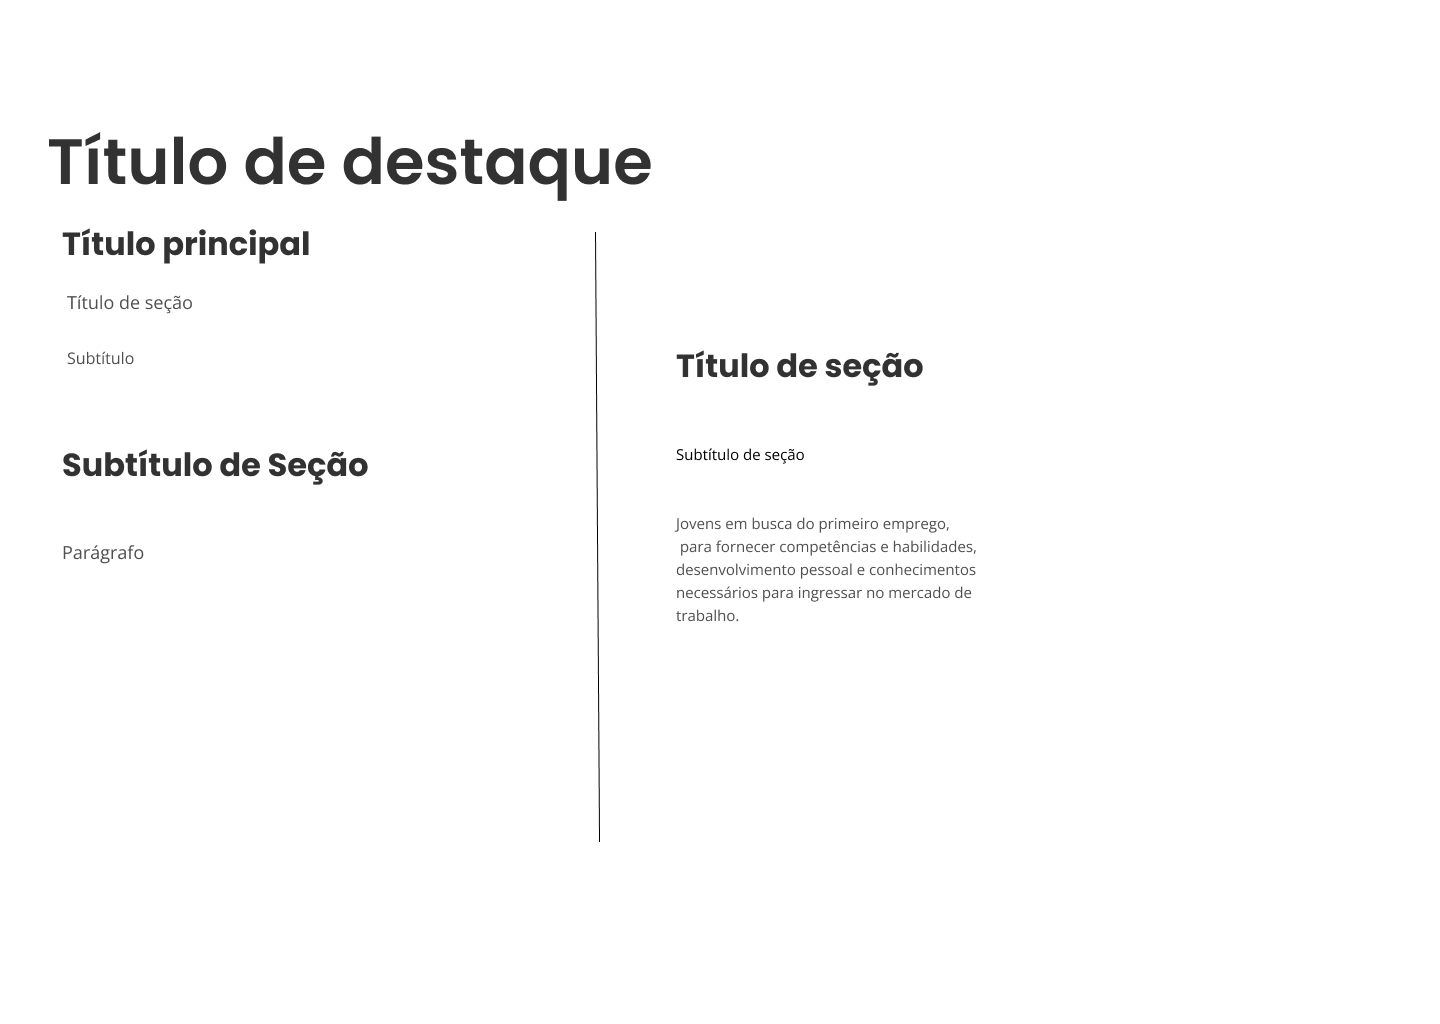 Título de destaque
Título principal
Título de seção
Subtítulo
Subtítulo de Seção
Parágrafo
Título de seção
Subtítulo de seção
Jovens em busca do primeiro emprego,
para fornecer competências e habilidades,
desenvolvimento pessoal e conhecimentos
necessários para ingressar no mercado de
trabalho.